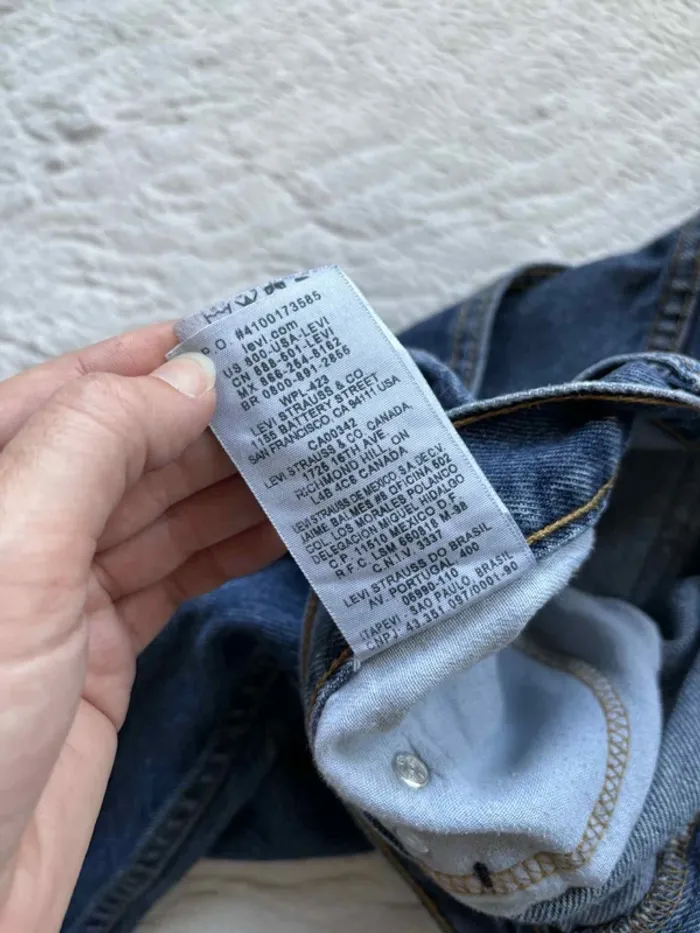 P.O. #4100173585
levi.com
US 800-USA-LEVI
CN 888-501-LEVI
MX 866-254-8162
BR 0800-891-2855
WPL-423
LEVI STRAUSS & CO
1155 BATTERY STREET
SAN FRANCISCO, CA 94111 USA
CA00342
LEVI STRAUSS & CO. CANADA,
1725 16TH AVE.
RICHMOND HILL, ON
L4B 4C6 CANADA
LEVI STRAUSS DE MEXICO, SA. DE CV.
JAIME BALMES #8 OFICINA 502
COL. LOS MORALES POLANCO
DELEGACION MIGUEL HIDALGO
C.P. 11510 MEXICO D.F.
R F C LSM 660818 M-38
C.N.I.V. 3337
LEVI STRAUSS DO BRASIL
AV. PORTUGAL 400
06990-110
ITAPEVI, SAO PAULO, BRASIL
CNPJ 43.351.097/0001-90